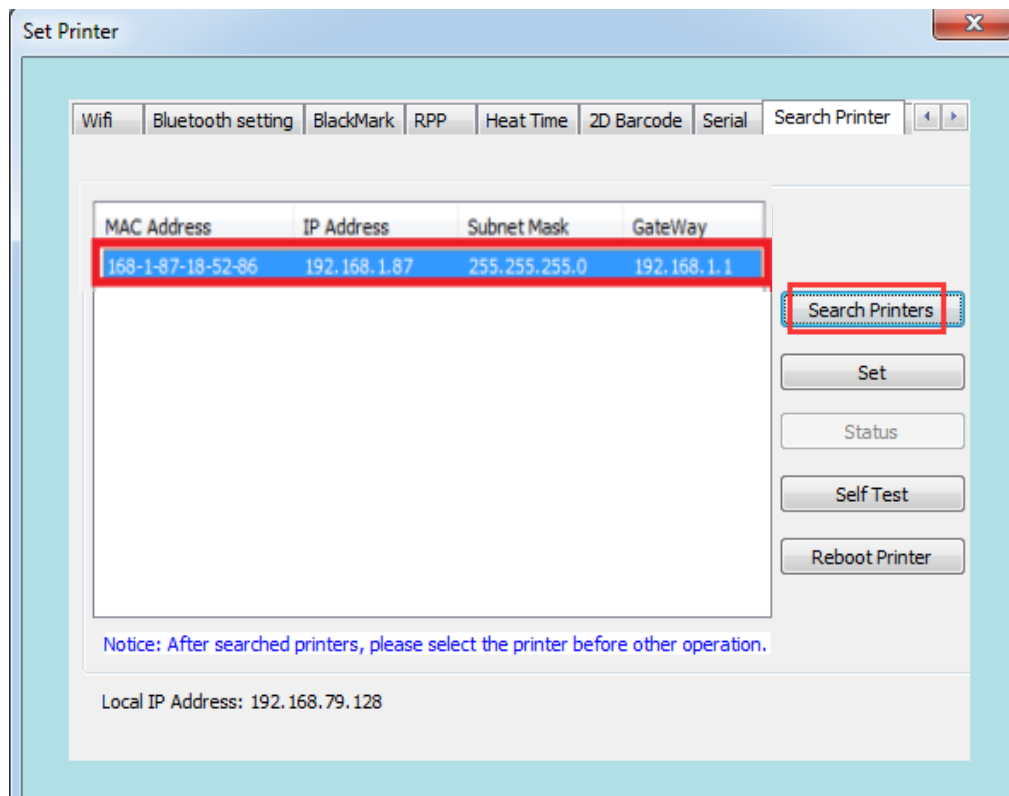 Set Printer
Wifi Bluetooth setting BlackMark RPP Heat Time 2D Barcode Serial Search Printer
MAC Address IP Address Subnet Mask GateWay
168-1-87-18-52-86 192.168.1.87 255.255.255.0 192.168.1.1
Search Printers
Set
Status
Self Test
Reboot Printer
Notice: After searched printers, please select the printer before other operation.
Local IP Address: 192.168.79.128